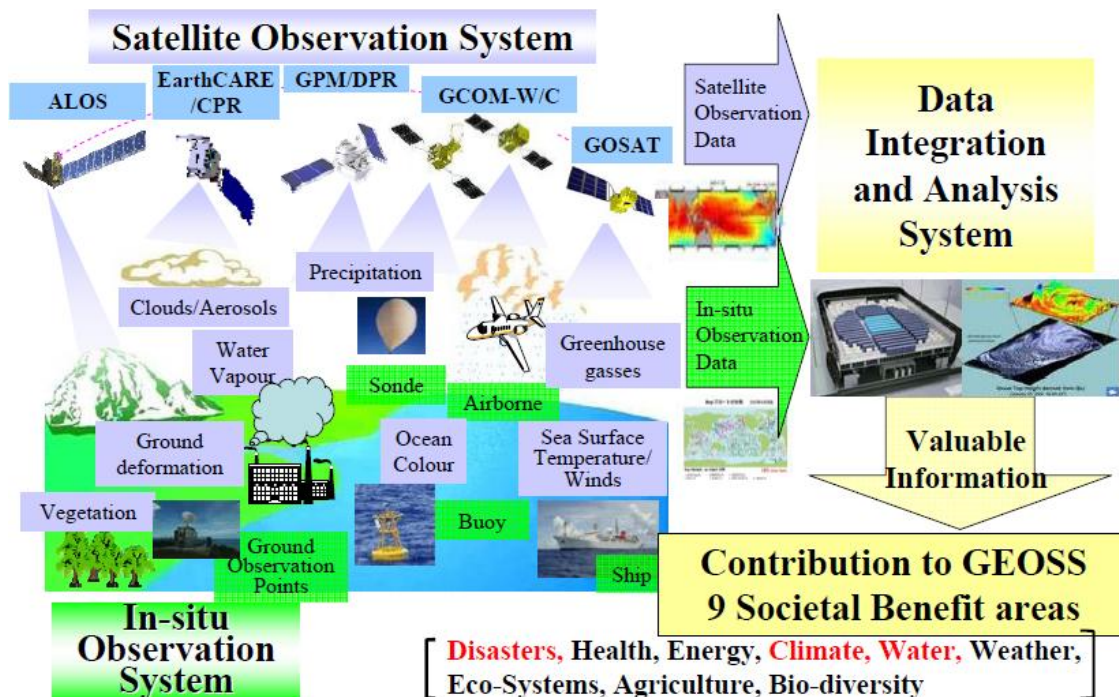 Satellite Observation System
ALOS
EarthCARE
/CPR
GPM/DPR
GCOM-W/C
GOSAT
Satellite
Observation
Data
Data
Integration
and Analysis
System
Clouds/Aerosols
Precipitation
Water
Vapour
Sonde
Airborne
Greenhouse
gasses
In-situ
Observation
Data
Ground
deformation
Ocean
Colour
Sea Surface
Temperature/
Winds
Valuable
Information
Vegetation
Ground
Observation
Points
Buoy
Ship
In-situ
Observation
System
Contribution to GEOSS
9 Societal Benefit areas
[ Disasters, Health, Energy, Climate, Water, Weather,
Eco-Systems, Agriculture, Bio-diversity ]